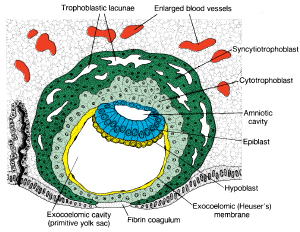 Trophoblastic lacunae
Enlarged blood vessels
Syncytiotrophoblast
Cytotrophoblast
Amniotic
cavity
Epiblast
Hypoblast
Exocoelomic (Heuser's)
membrane
Fibrin coagulum
Exocoelomic cavity
(primitive yolk sac)